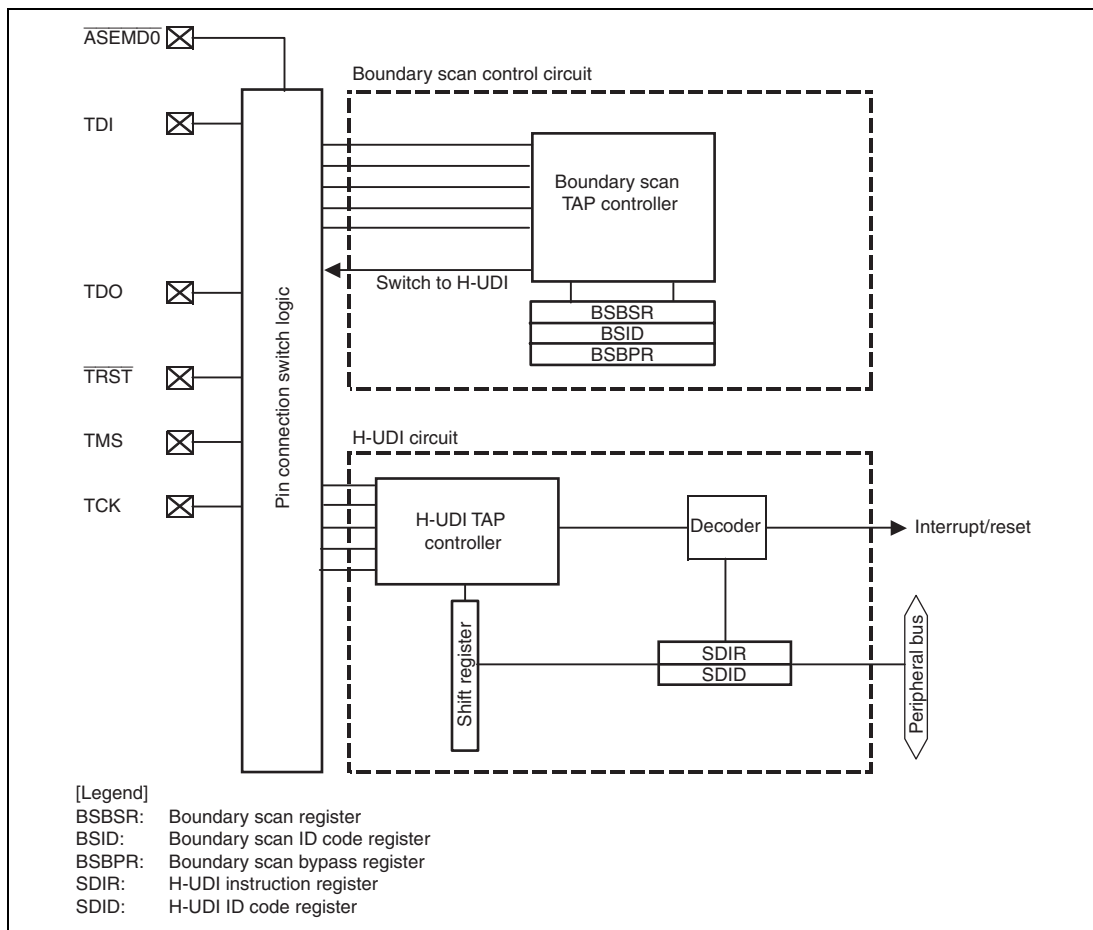 ASEMD0
Boundary scan control circuit
TDI
Boundary scan
TAP controller
Switch to H-UDI
TDO
BSBSR
BSID
BSBPR
TRST
Pin connection switch logic
TMS
H-UDI circuit
TCK
H-UDI TAP
controller
Decoder
Interrupt/reset
Shift register
SDIR
SDID
Peripheral bus
[Legend]
BSBSR: Boundary scan register
BSID: Boundary scan ID code register
BSBPR: Boundary scan bypass register
SDIR: H-UDI instruction register
SDID: H-UDI ID code register